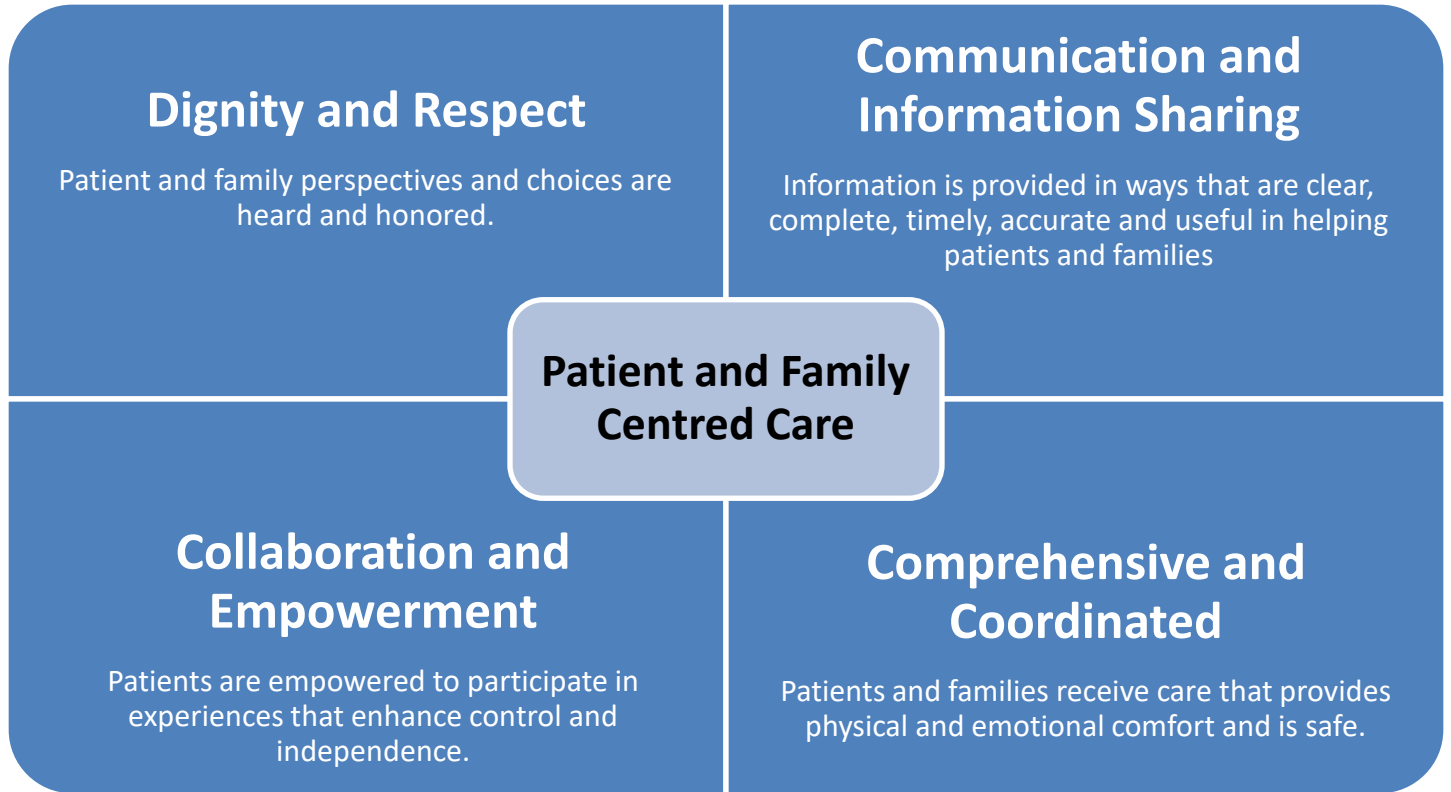 Dignity and Respect
Patient and family perspectives and choices are
heard and honored.
Communication and
Information Sharing
Information is provided in ways that are clear,
complete, timely, accurate and useful in helping
patients and families
Patient and Family
Centred Care
Collaboration and
Empowerment
Patients are empowered to participate in
experiences that enhance control and
independence.
Comprehensive and
Coordinated
Patients and families receive care that provides
physical and emotional comfort and is safe.